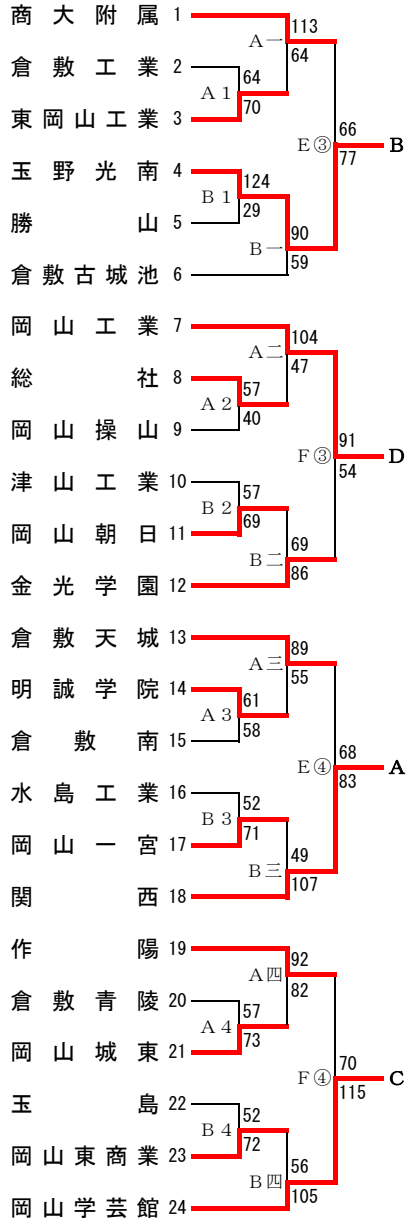 商大附属 1
113
A一
64
倉敷工業 2
64
A1
70
東岡山工業 3
66
E③ B
77
玉野光南 4
124
B1
29
勝山 5
90
B一
59
倉敷古城池 6
岡山工業 7
104
A二
47
総社 8
57
A2
40
岡山操山 9
91
F③ D
54
津山工業 10
57
B2
69
岡山朝日 11
69
B二
86
金光学園 12
倉敷天城 13
89
A三
55
明誠学院 14
61
A3
58
倉敷南 15
68
E④ A
83
水島工業 16
52
B3
71
岡山一宮 17
49
B三
107
関西 18
作陽 19
92
A四
82
倉敷青陵 20
57
A4
73
岡山城東 21
70
F④ C
115
玉島 22
52
B4
72
岡山東商業 23
56
B四
105
岡山学芸館 24